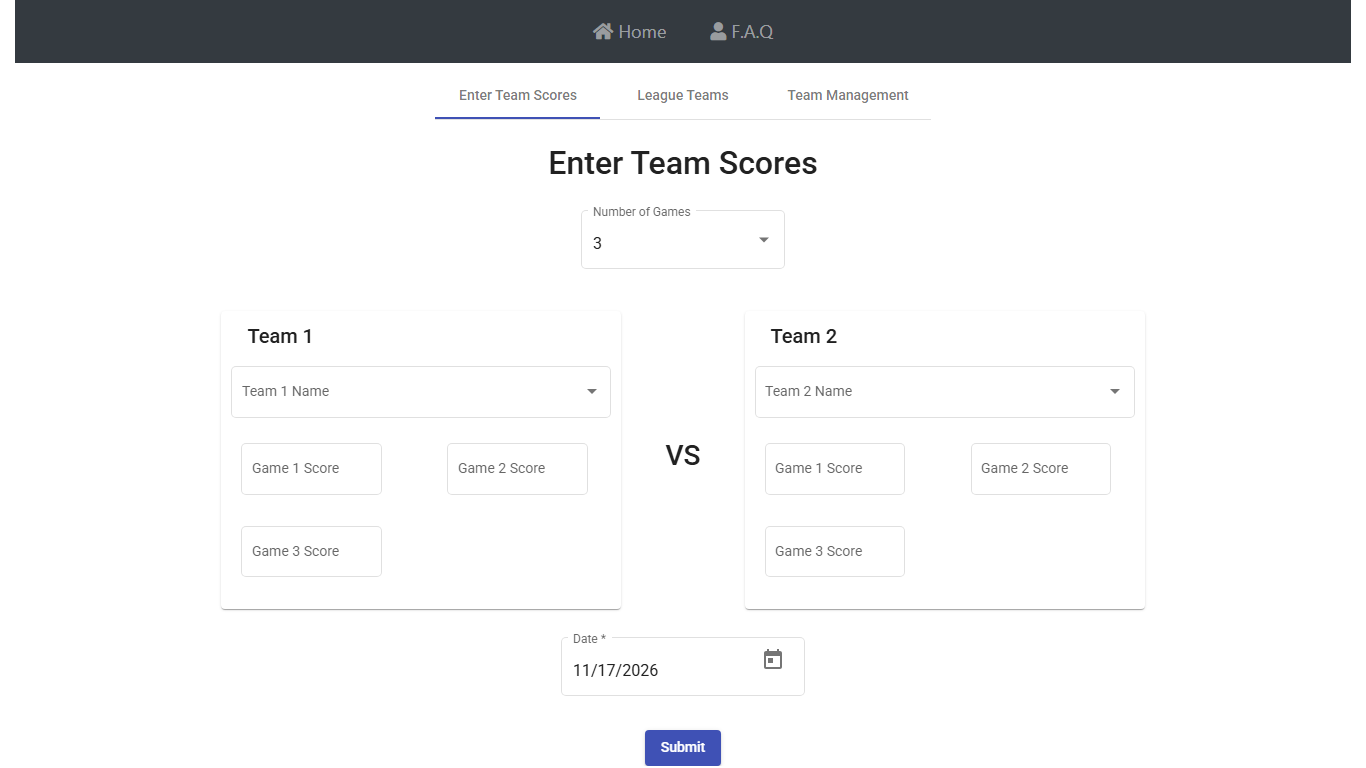 Home F.A.Q
Enter Team Scores League Teams Team Management
Enter Team Scores
Number of Games
3
Team 1
Team 1 Name
Game 1 Score Game 2 Score
Game 3 Score
VS
Team 2
Team 2 Name
Game 1 Score Game 2 Score
Game 3 Score
Date *
11/17/2026
Submit